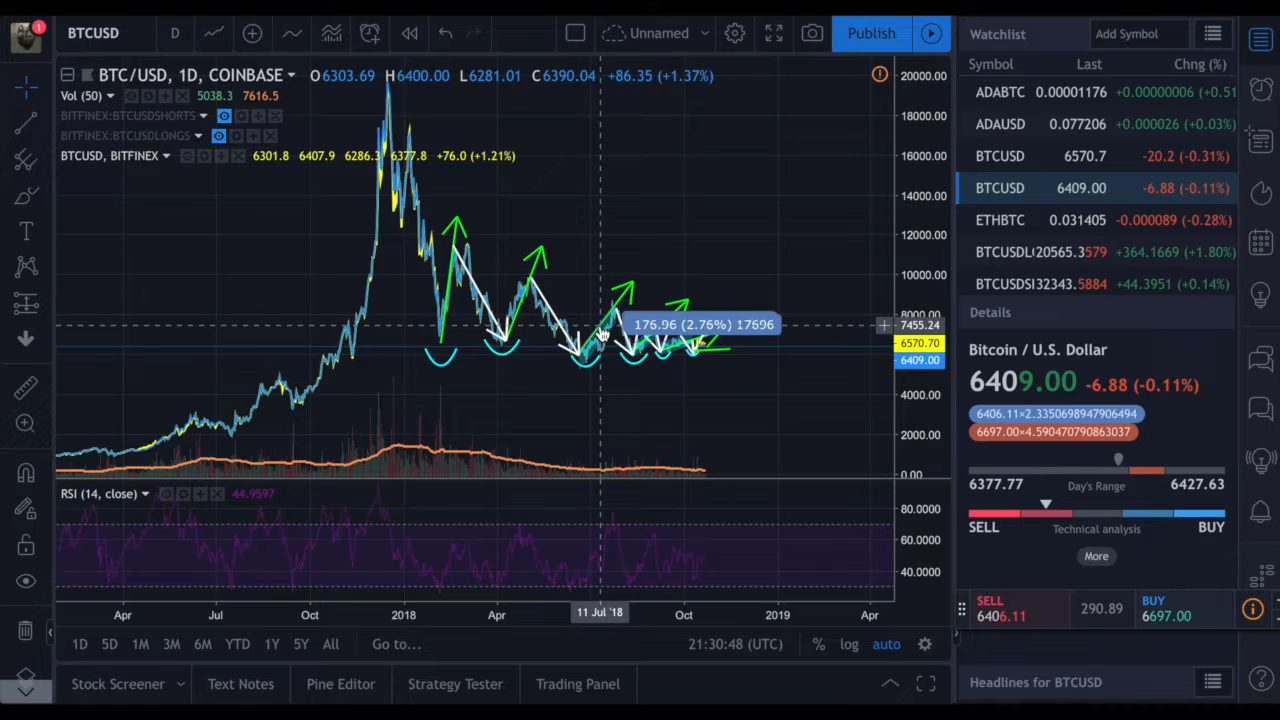 1
BTCUSD
D
Unnamed
Publish
BTC/USD, 1D, COINBASE
O6303.69 H6400.00 L6281.01 C6390.04 +86.35 (+1.37%)
Vol (50)
5038.3 7616.5
BITFINEX:BTCUSDSHORTS
BITFINEX:BTCUSDLONGS
BTCUSD, BITFINEX
6301.8 6407.9 6286.3 6377.8 +76.0 (+1.21%)
20000.00
18000.00
16000.00
14000.00
12000.00
10000.00
8000.00
7455.24
6570.70
6409.00
4000.00
2000.00
0.00
176.96 (2.76%) 17696
RSI (14, close)
44.9597
80.0000
60.0000
40.0000
Apr
Jul
Oct
2018
Apr
11 Jul '18
Oct
2019
Apr
1D 5D 1M 3M 6M YTD 1Y 5Y All
Go to...
21:30:48 (UTC)
% log auto
Stock Screener
Text Notes
Pine Editor
Strategy Tester
Trading Panel
Watchlist
Add Symbol
Symbol Last Chng (%)
ADABTC 0.00001176 +0.00000006 (+0.51
ADAUSD 0.077206 +0.000026 (+0.03%)
BTCUSD 6570.7 -20.2 (-0.31%)
BTCUSD 6409.00 -6.88 (-0.11%)
ETHBTC 0.031405 -0.000089 (-0.28%)
BTCUSDL 20565.3579 +364.1669 (+1.80%)
BTCUSDS 32343.5884 +44.3951 (+0.14%)
Details
Bitcoin / U.S. Dollar
6409.00 -6.88 (-0.11%)
6406.11×2.3350698947906494
6697.00×4.590470790863037
6377.77 Day's Range 6427.63
SELL Technical analysis BUY
More
SELL
6406.11
290.89
BUY
6697.00
Headlines for BTCUSD